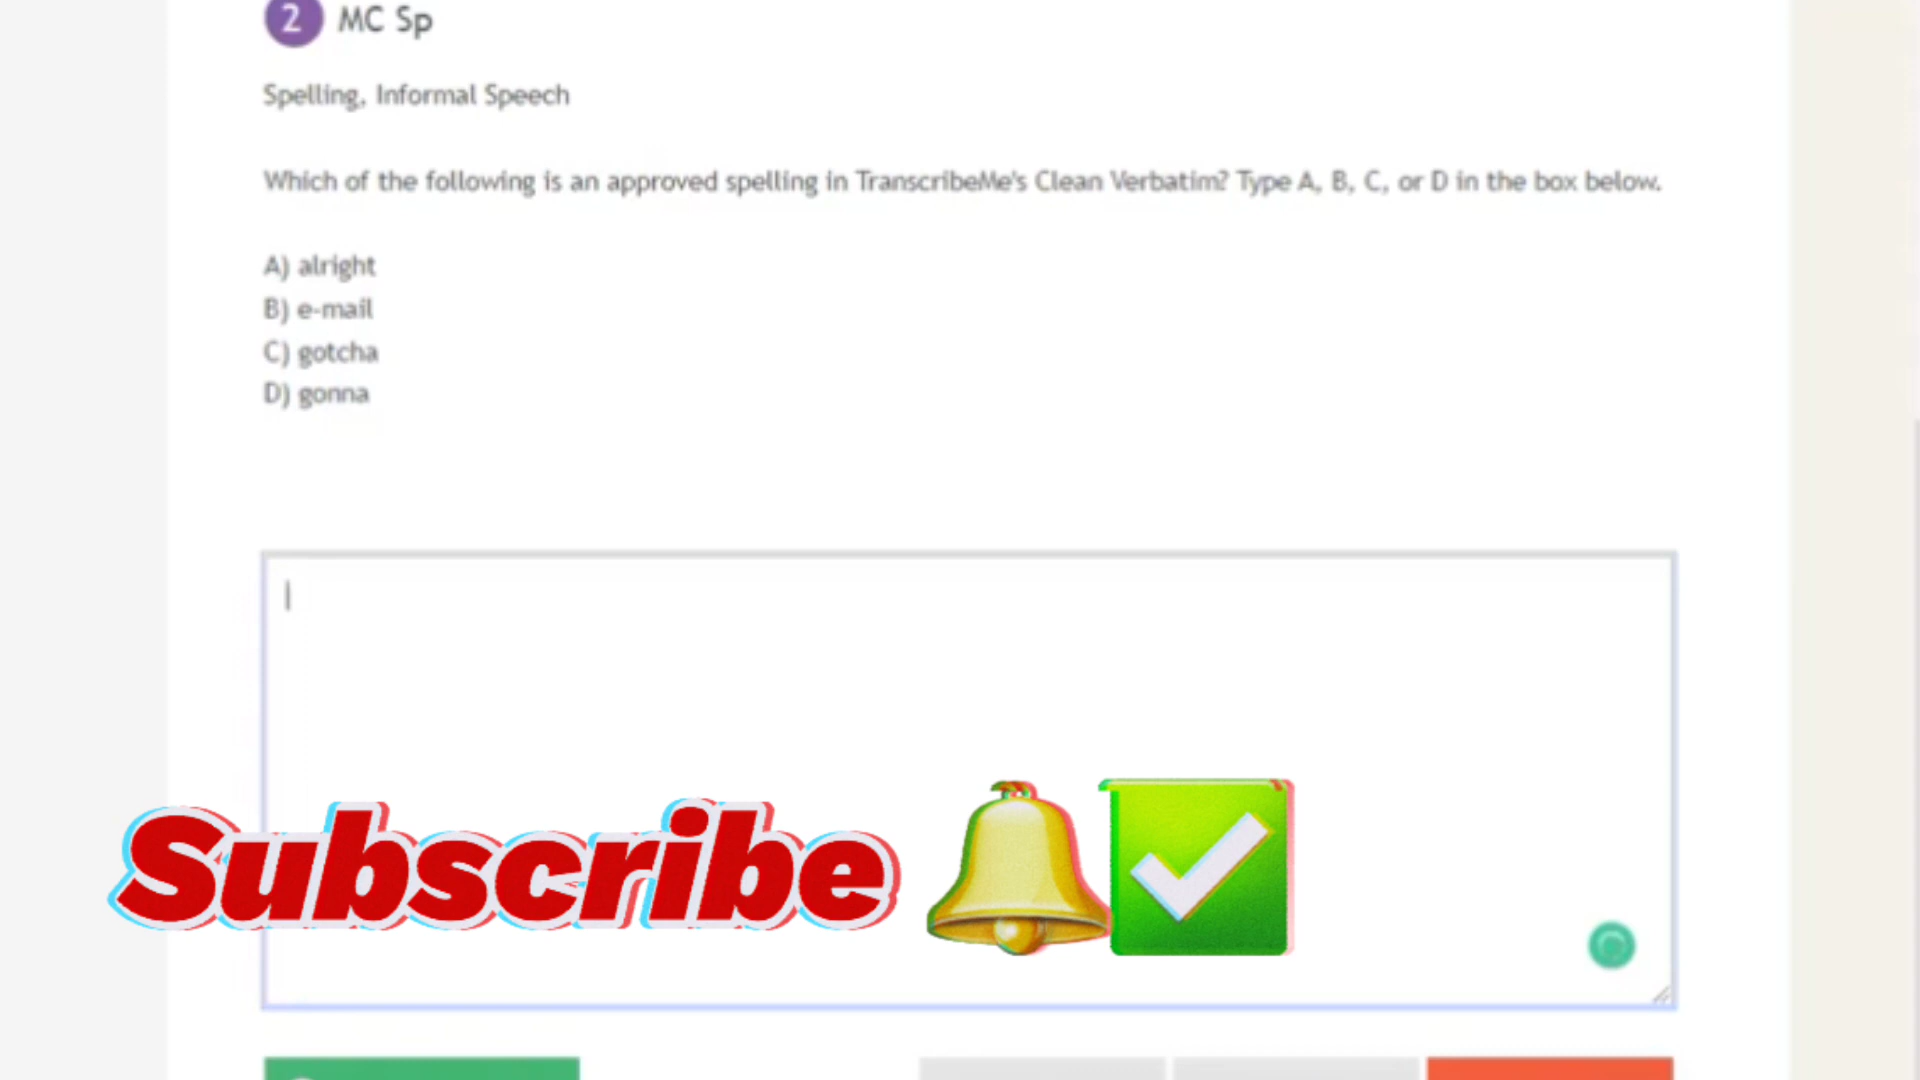 2 MC Sp
Spelling, Informal Speech
Which of the following is an approved spelling in TranscribeMe's Clean Verbatim? Type A, B, C, or D in the box below.
A) alright
B) e-mail
C) gotcha
D) gonna
Subscribe